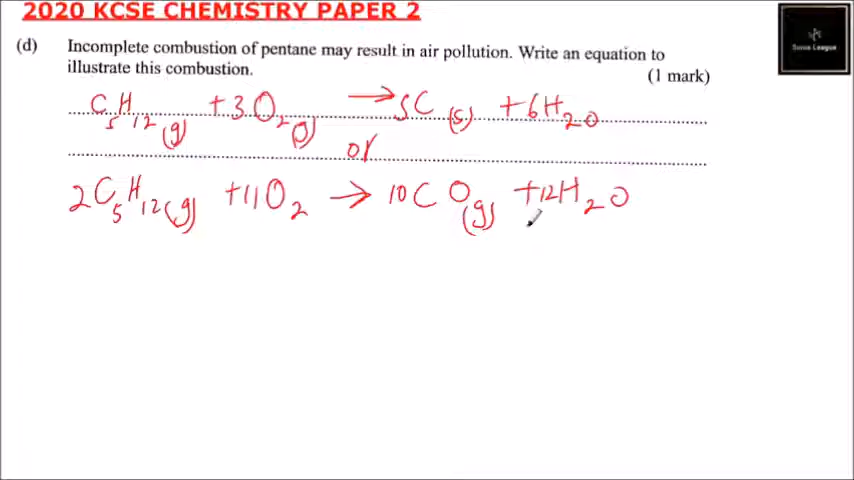 2020 KCSE CHEMISTRY PAPER 2
(d) Incomplete combustion of pentane may result in air pollution. Write an equation to
illustrate this combustion.
(1 mark)
C₅H₁₂(g) + 3O₂(g) → 5C(s) + 6H₂O
or
2C₅H₁₂(g) + 11O₂ → 10CO(g) + 12H₂O